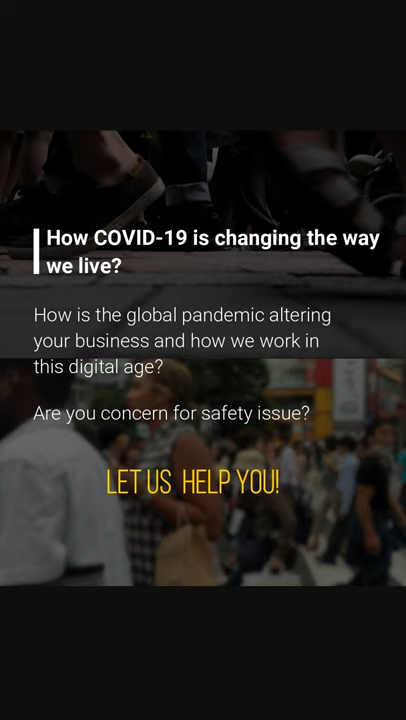 How COVID-19 is changing the way
we live?
How is the global pandemic altering
your business and how we work in
this digital age?
Are you concern for safety issue?
LET US HELP YOU!